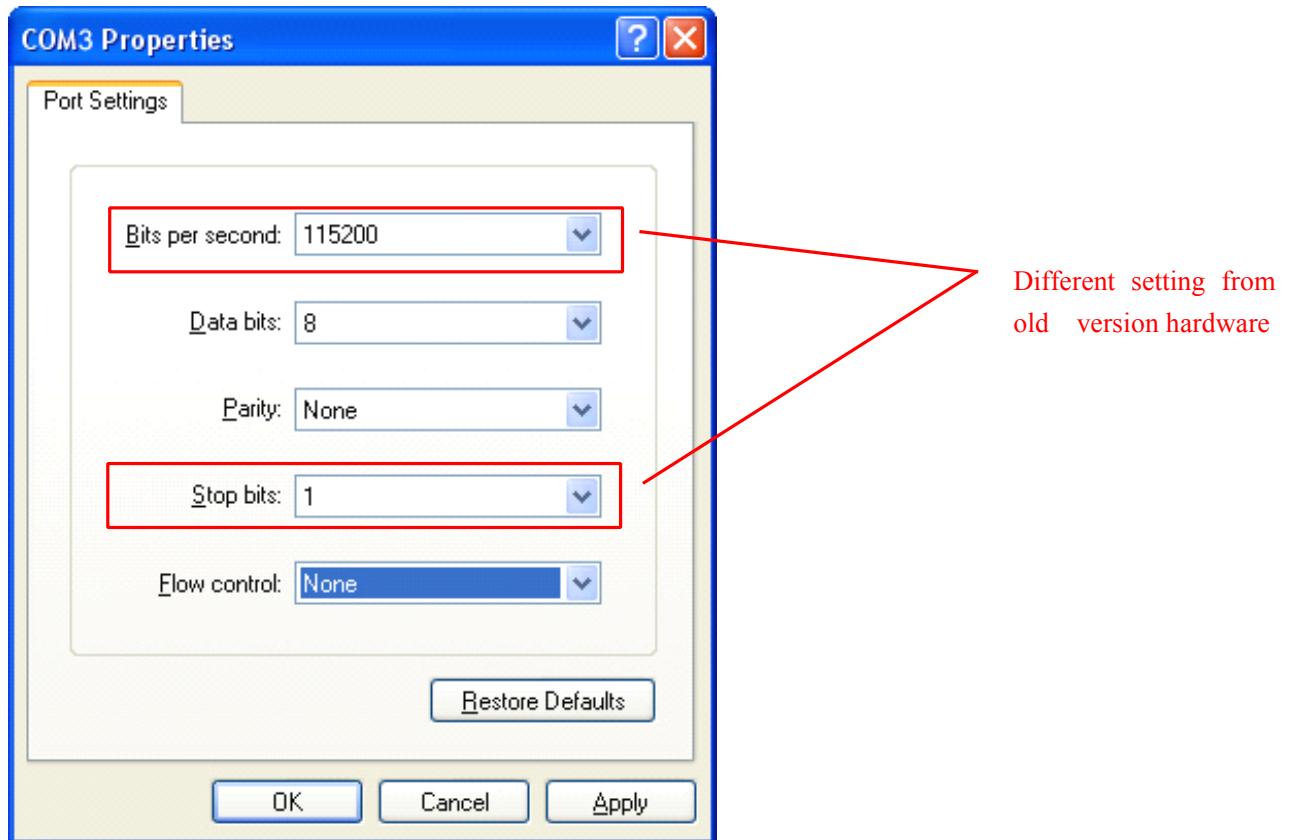 COM3 Properties
Port Settings
Bits per second: 115200
Data bits: 8
Parity: None
Stop bits: 1
Flow control: None
Restore Defaults
OK Cancel Apply
Different setting from
old version hardware